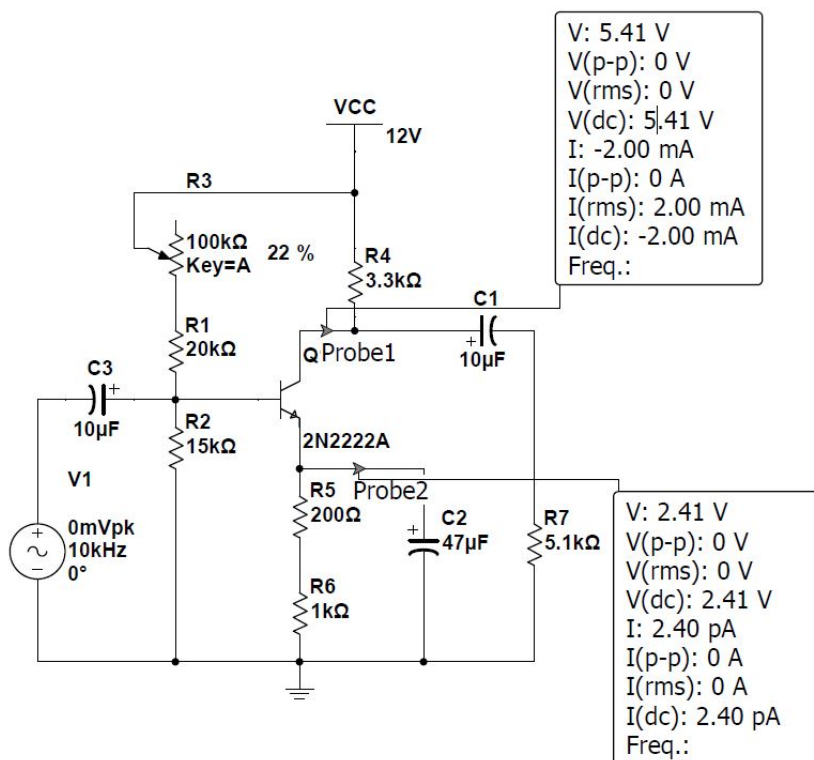 V: 5.41 V
V(p-p): 0 V
V(rms): 0 V
V(dc): 5.41 V
I: -2.00 mA
I(p-p): 0 A
I(rms): 2.00 mA
I(dc): -2.00 mA
Freq.:
VCC
12V
R3
100kΩ
Key=A
22 %
R4
3.3kΩ
C1
10µF
R1
20kΩ
Q
Probe1
C3
10µF
R2
15kΩ
2N2222A
Probe2
V1
0mVpk
10kHz
0°
R5
200Ω
C2
47µF
R7
5.1kΩ
R6
1kΩ
V: 2.41 V
V(p-p): 0 V
V(rms): 0 V
V(dc): 2.41 V
I: 2.40 pA
I(p-p): 0 A
I(rms): 0 A
I(dc): 2.40 pA
Freq.: